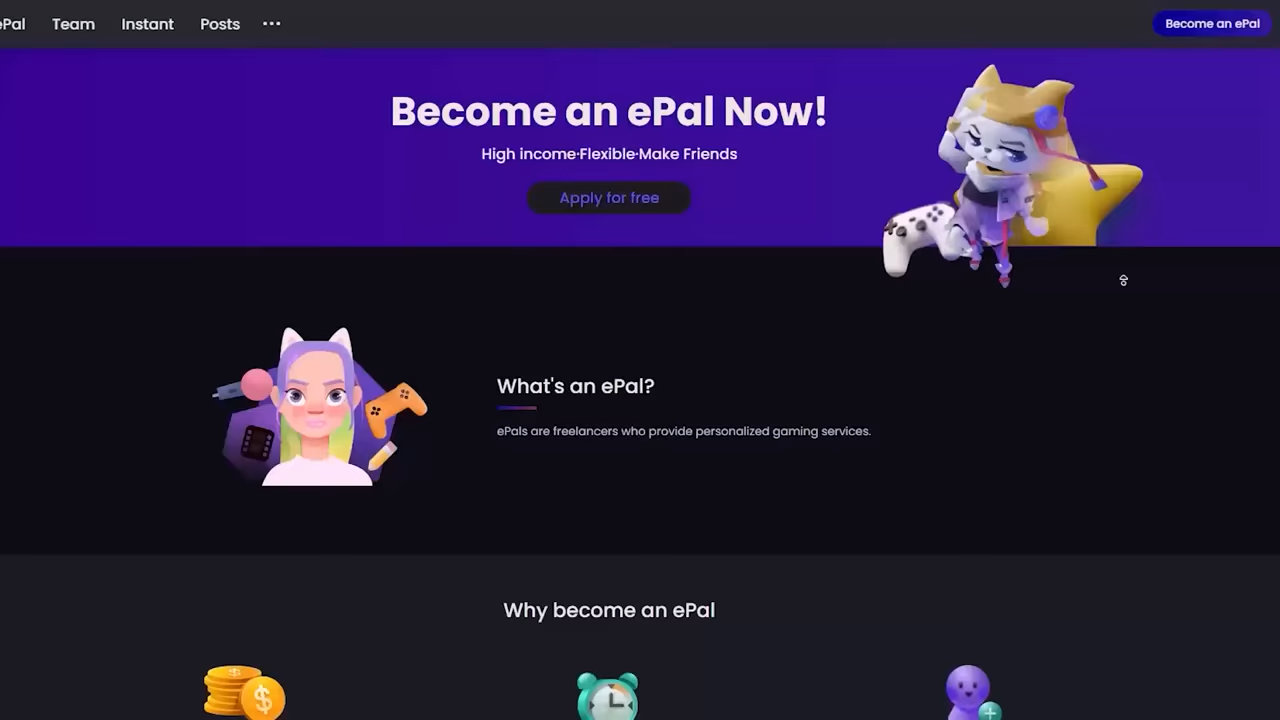 ePal
Team
Instant
Posts
Become an ePal
Become an ePal Now!
High income·Flexible·Make Friends
Apply for free
What's an ePal?
ePals are freelancers who provide personalized gaming services.
Why become an ePal